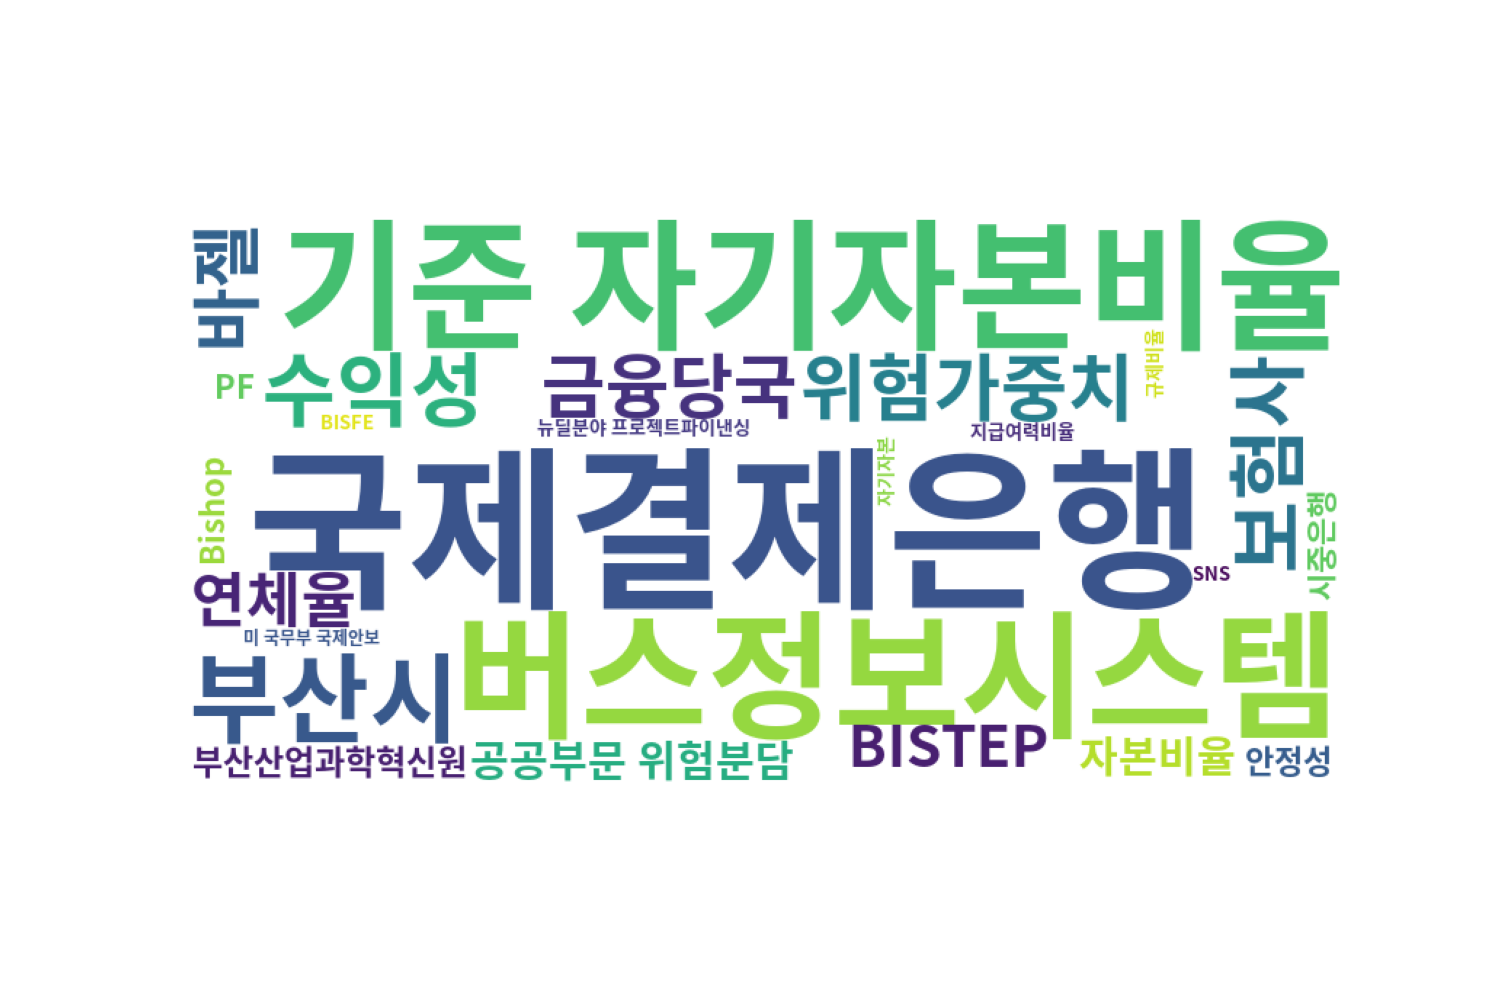 바젤
기준 자기자본비율
PF
수익성
금융당국
위험가중치
규제비율
보험사
BISFE
뉴딜분야 프로젝트파이낸싱
지급여력비율
자기자본
Bishop
국제결제은행
시중은행
SNS
연체율
미 국무부 국제안보
부산시
버스정보시스템
부산산업과학혁신원
공공부문 위험분담
BISTEP
자본비율
안정성